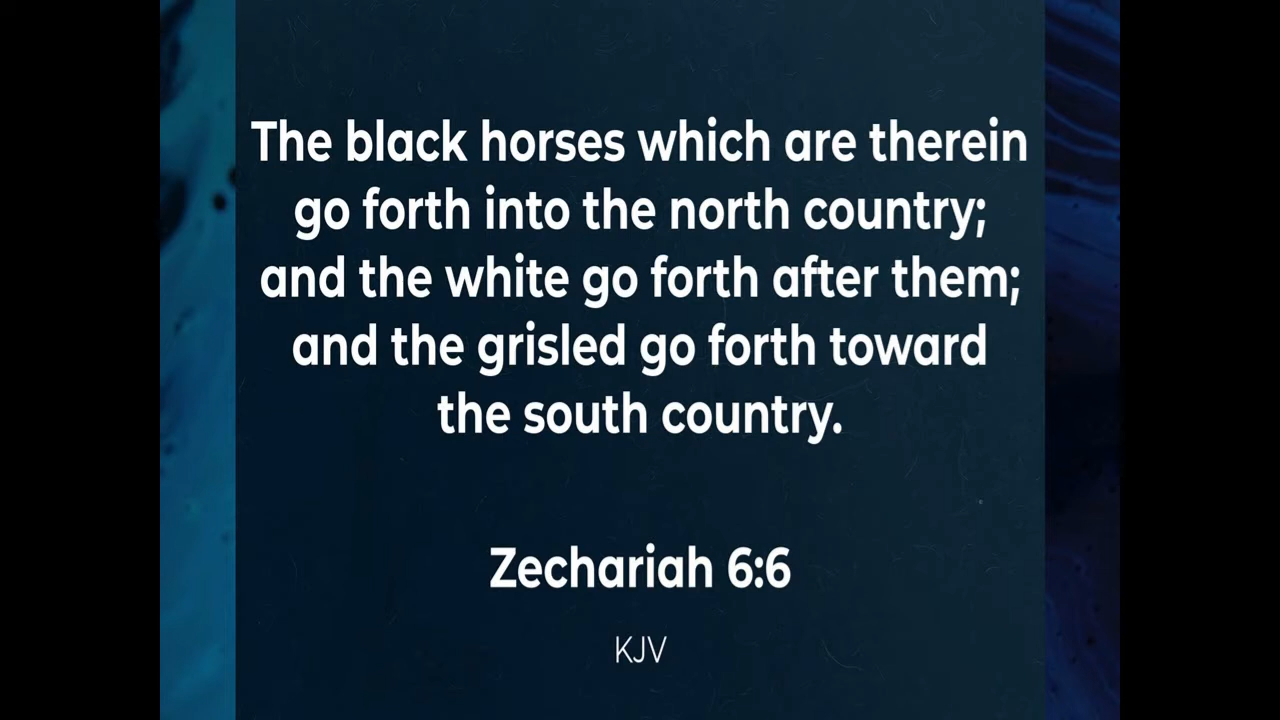 The black horses which are therein
go forth into the north country;
and the white go forth after them;
and the grisled go forth toward
the south country.
Zechariah 6:6
KJV